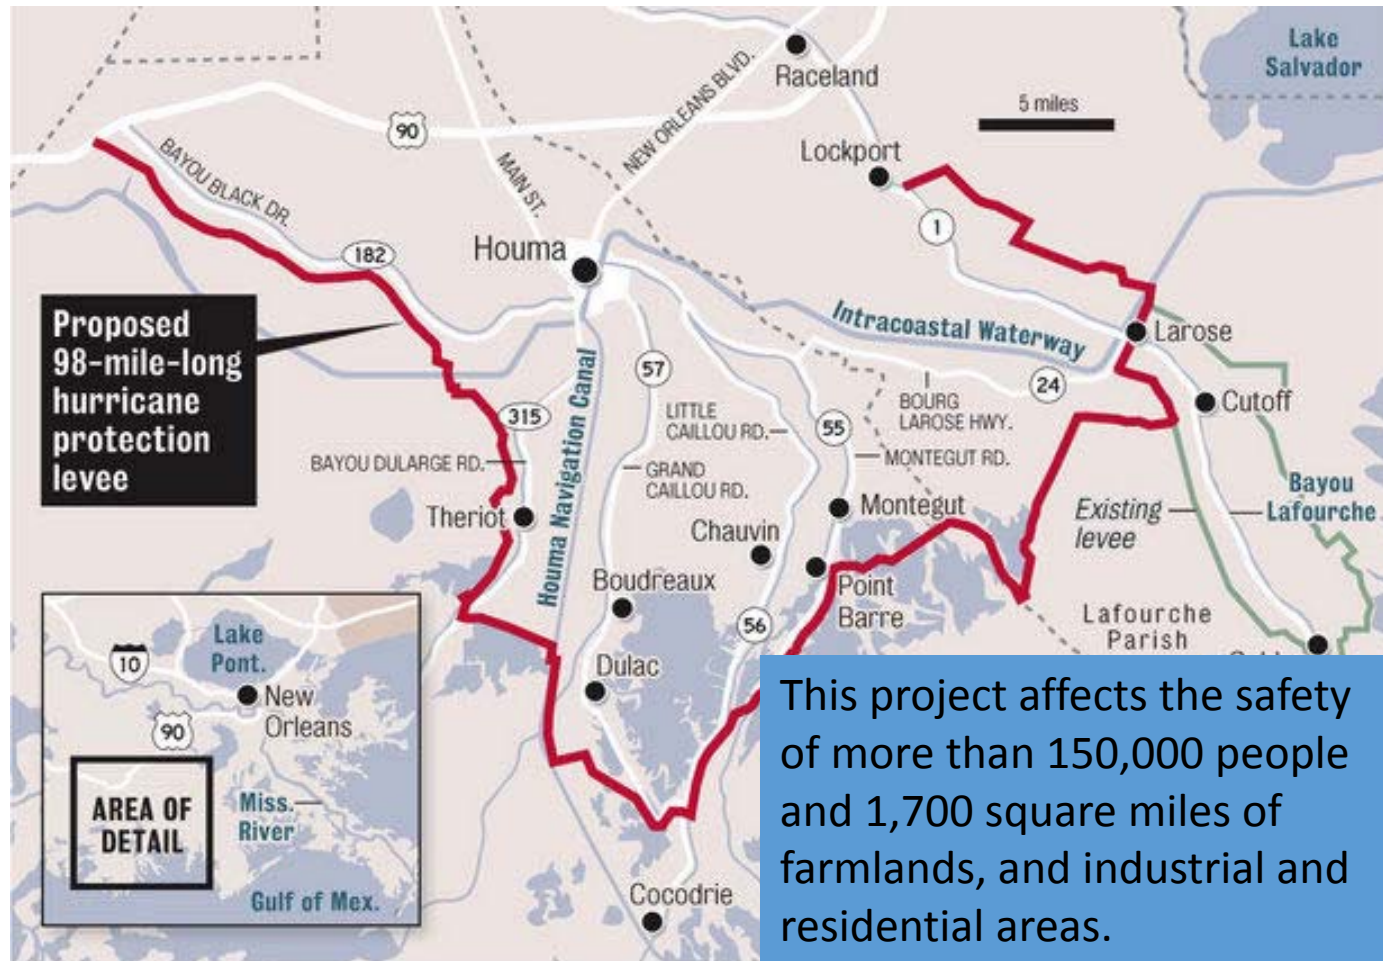 Lake
Salvador
Raceland
5 miles
90
NEW ORLEANS BLVD.
Lockport
MAIN ST.
BAYOU BLACK DR.
1
Houma
182
Proposed
98-mile-long
hurricane
protection
levee
Intracoastal Waterway
Larose
57
24
Cutoff
315
LITTLE
CAILLOU RD.
55
BOURG
LAROSE HWY.
BAYOU DULARGE RD.
Houma Navigation Canal
GRAND
CAILLOU RD.
MONTEGUT RD.
Bayou
Lafourche
Theriot
Montegut
Existing
levee
Chauvin
Boudreaux
Point
Barre
56
Lafourche
Parish
Dulac
Lake
Pont.
10
New
Orleans
90
AREA OF
DETAIL
Miss.
River
Gulf of Mex.
Cocodrie
This project affects the safety
of more than 150,000 people
and 1,700 square miles of
farmlands, and industrial and
residential areas.